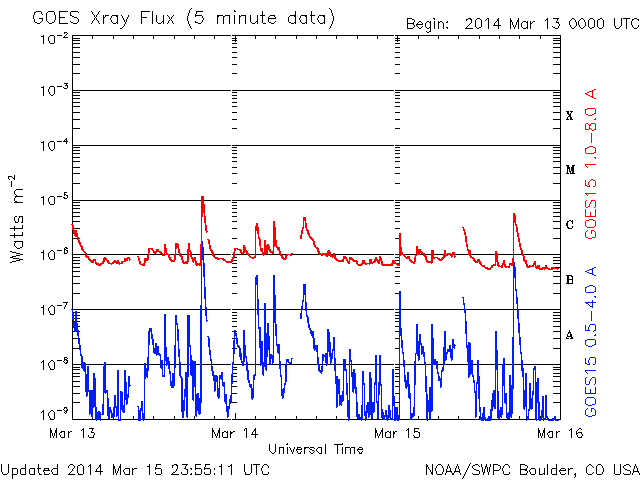 GOES Xray Flux (5 minute data)
Begin: 2014 Mar 13 0000 UTC
10⁻²
10⁻³
10⁻⁴
10⁻⁵
10⁻⁶
10⁻⁷
10⁻⁸
10⁻⁹
Watts m⁻²
X
M
C
B
A
GOES15 1.0-8.0 A
GOES15 0.5-4.0 A
Mar 13
Mar 14
Mar 15
Mar 16
Universal Time
Updated 2014 Mar 15 23:55:11 UTC
NOAA/SWPC Boulder, CO USA